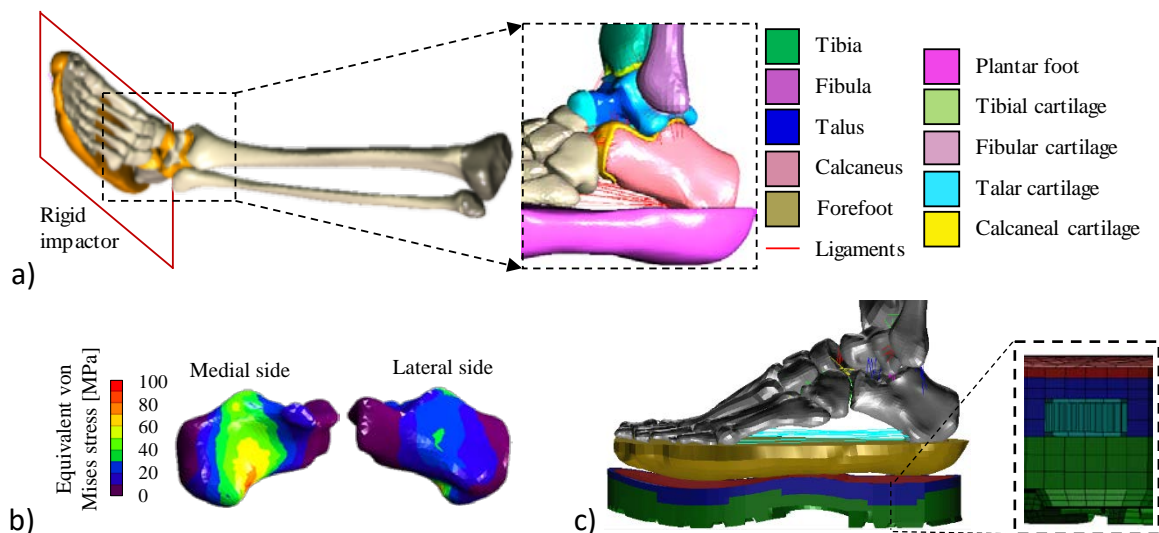 Rigid
impactor
a)
Tibia
Fibula
Talus
Calcaneus
Forefoot
Ligaments
Plantar foot
Tibial cartilage
Fibular cartilage
Talar cartilage
Calcaneal cartilage
Equivalent von
Mises stress [MPa]
100
80
60
40
20
0
Medial side
Lateral side
b)
c)